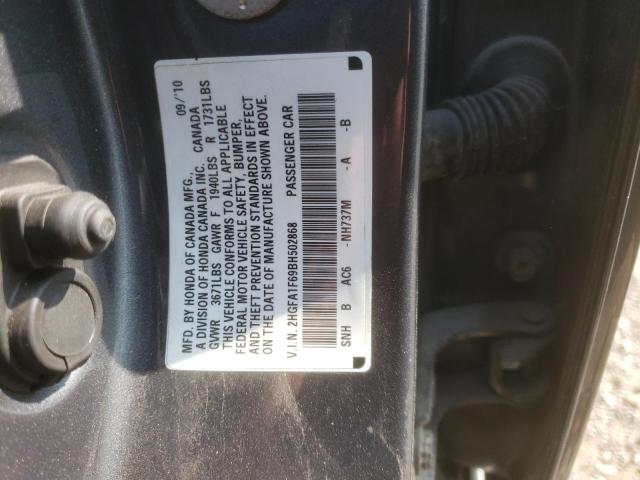 MFD. BY HONDA OF CANADA MFG., 09/'10
A DIVISION OF HONDA CANADA INC. CANADA
GVWR 3671LBS GAWR F 1940LBS R 1731LBS
THIS VEHICLE CONFORMS TO ALL APPLICABLE
FEDERAL MOTOR VEHICLE SAFETY, BUMPER,
AND THEFT PREVENTION STANDARDS IN EFFECT
ON THE DATE OF MANUFACTURE SHOWN ABOVE.
V.I.N. 2HGFA1F69BH502868 PASSENGER CAR
SNH B AC6 -NH737M -A -B